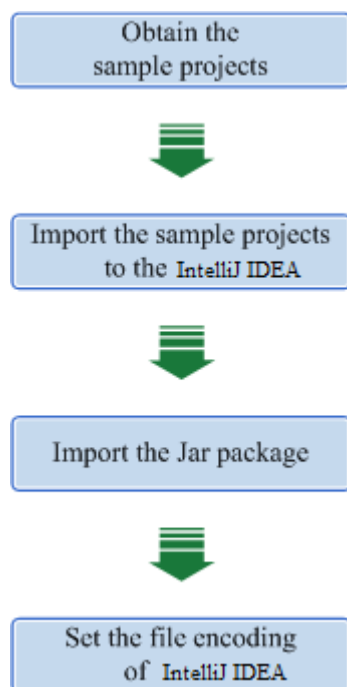 Obtain the
sample projects
Import the sample projects
to the IntelliJ IDEA
Import the Jar package
Set the file encoding
of IntelliJ IDEA